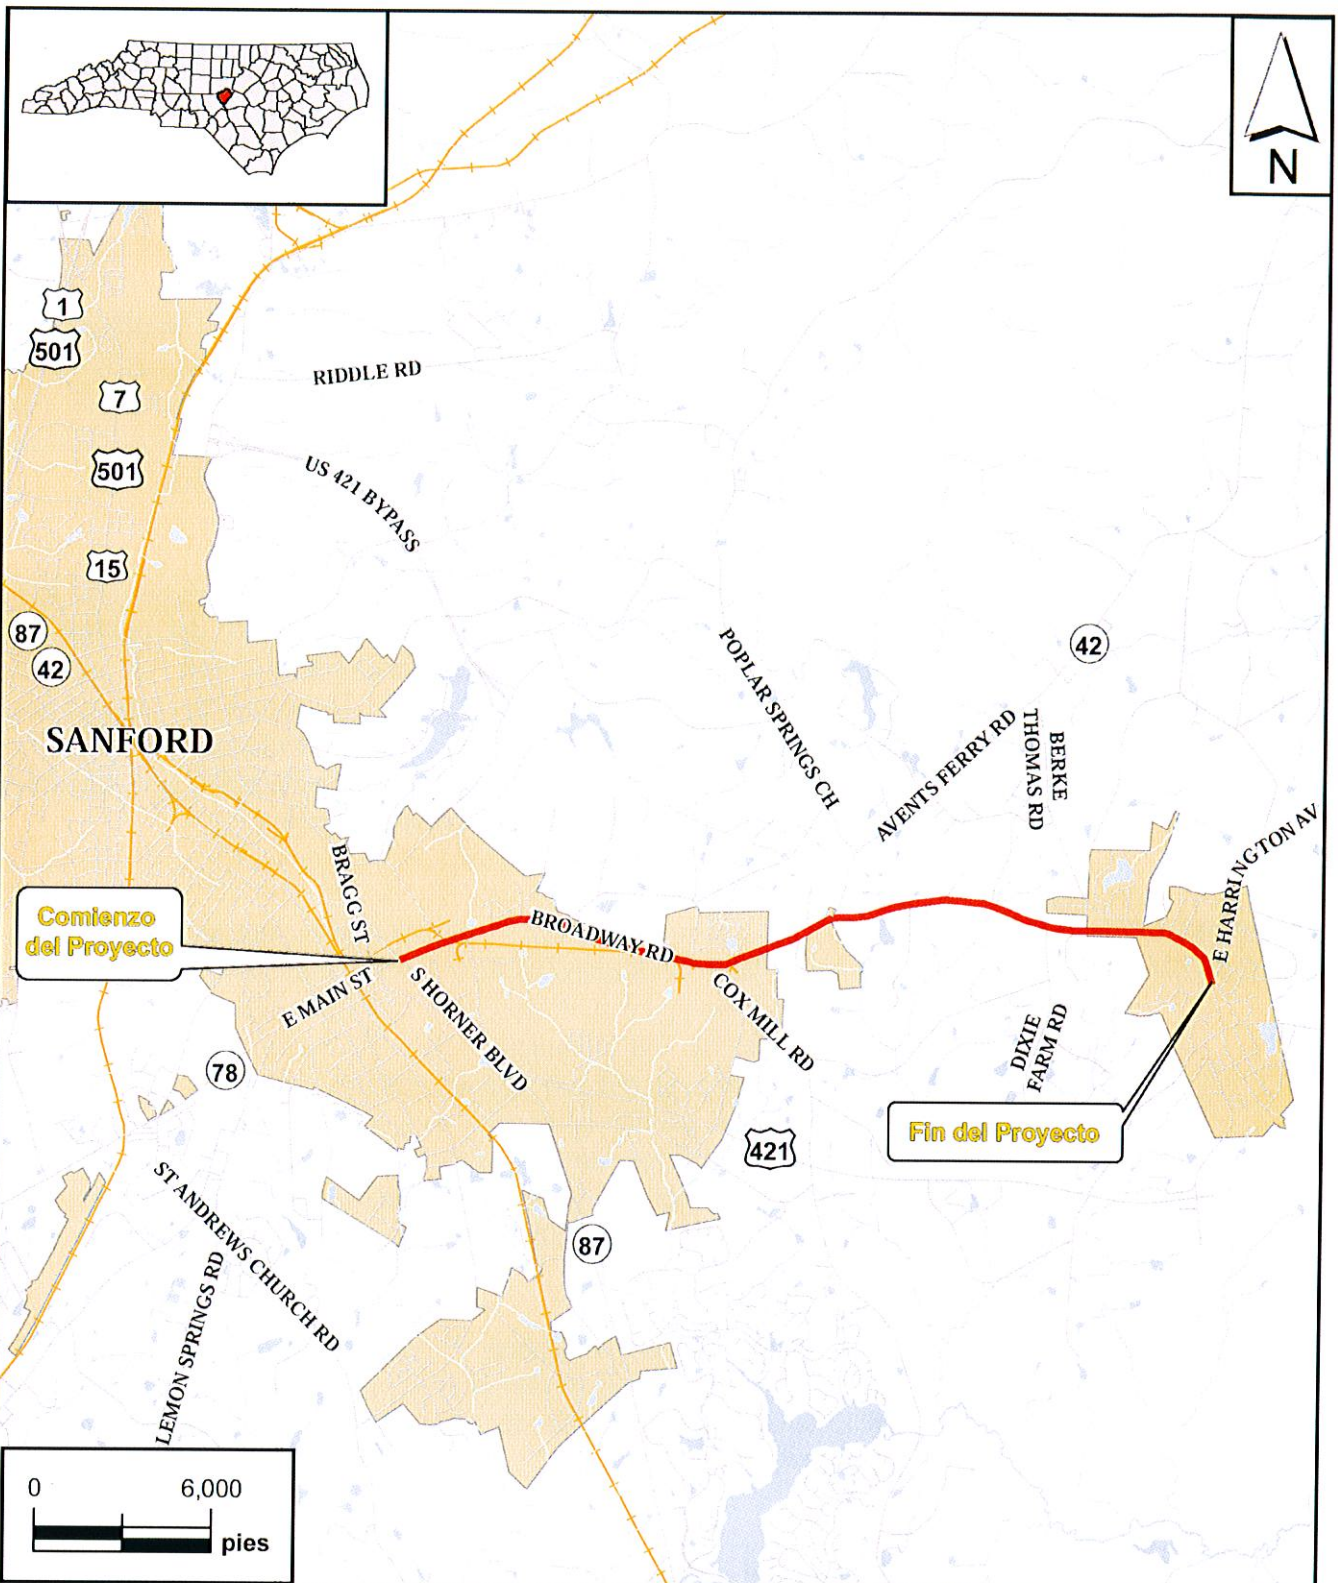 N
1
501
7
501
15
87
42
SANFORD
RIDDLE RD
US 421 BYPASS
POPLAR SPRINGS CH
42
AVENTS FERRY RD
BERKE
THOMAS RD
E HARRINGTON AV
BRAGG ST
Comienzo
del Proyecto
BROADWAY RD
E MAIN ST
S HORNER BLVD
COX MILL RD
DIXIE
FARM RD
78
Fin del Proyecto
421
ST ANDREWS CHURCH RD
87
LEMON SPRINGS RD
0 6,000
pies